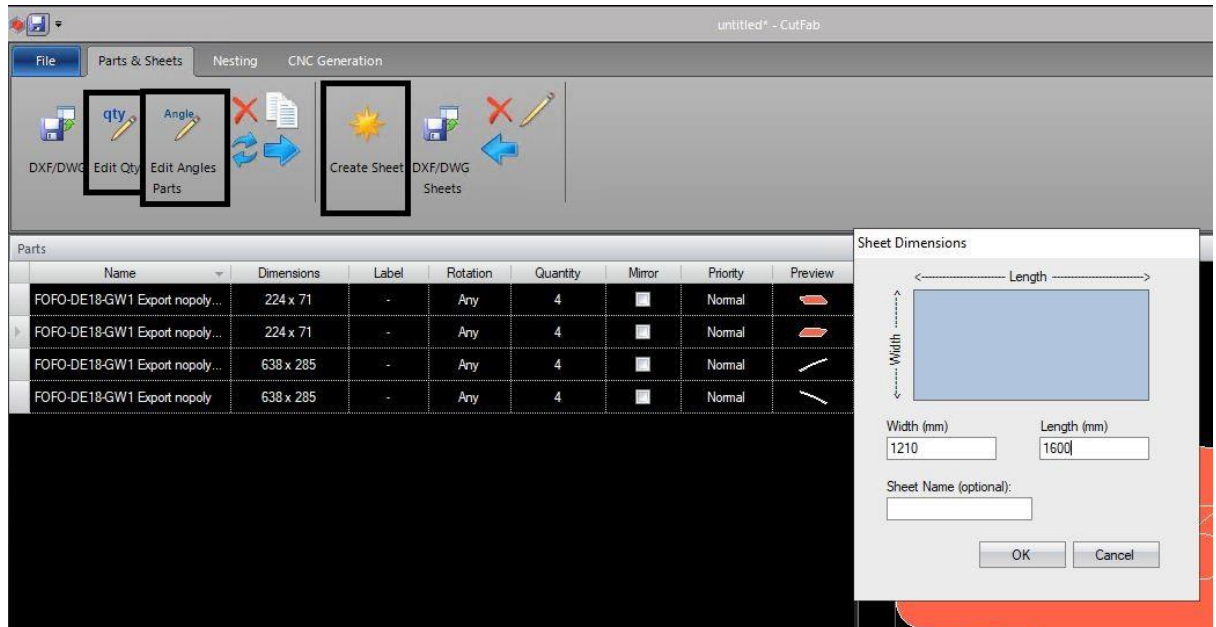 untitled* - CutFab
File Parts & Sheets Nesting CNC Generation
qty Angle
DXF/DWG Edit Qty Edit Angles Create Sheet DXF/DWG
Parts Sheets
Parts
Name Dimensions Label Rotation Quantity Mirror Priority Preview
FOFO-DE18-GW1 Export nopoly... 224 x 71 - Any 4 Normal
FOFO-DE18-GW1 Export nopoly... 224 x 71 - Any 4 Normal
FOFO-DE18-GW1 Export nopoly... 638 x 285 - Any 4 Normal
FOFO-DE18-GW1 Export nopoly 638 x 285 - Any 4 Normal
Sheet Dimensions
Length
Width
Width (mm) Length (mm)
1210 1600
Sheet Name (optional):
OK Cancel